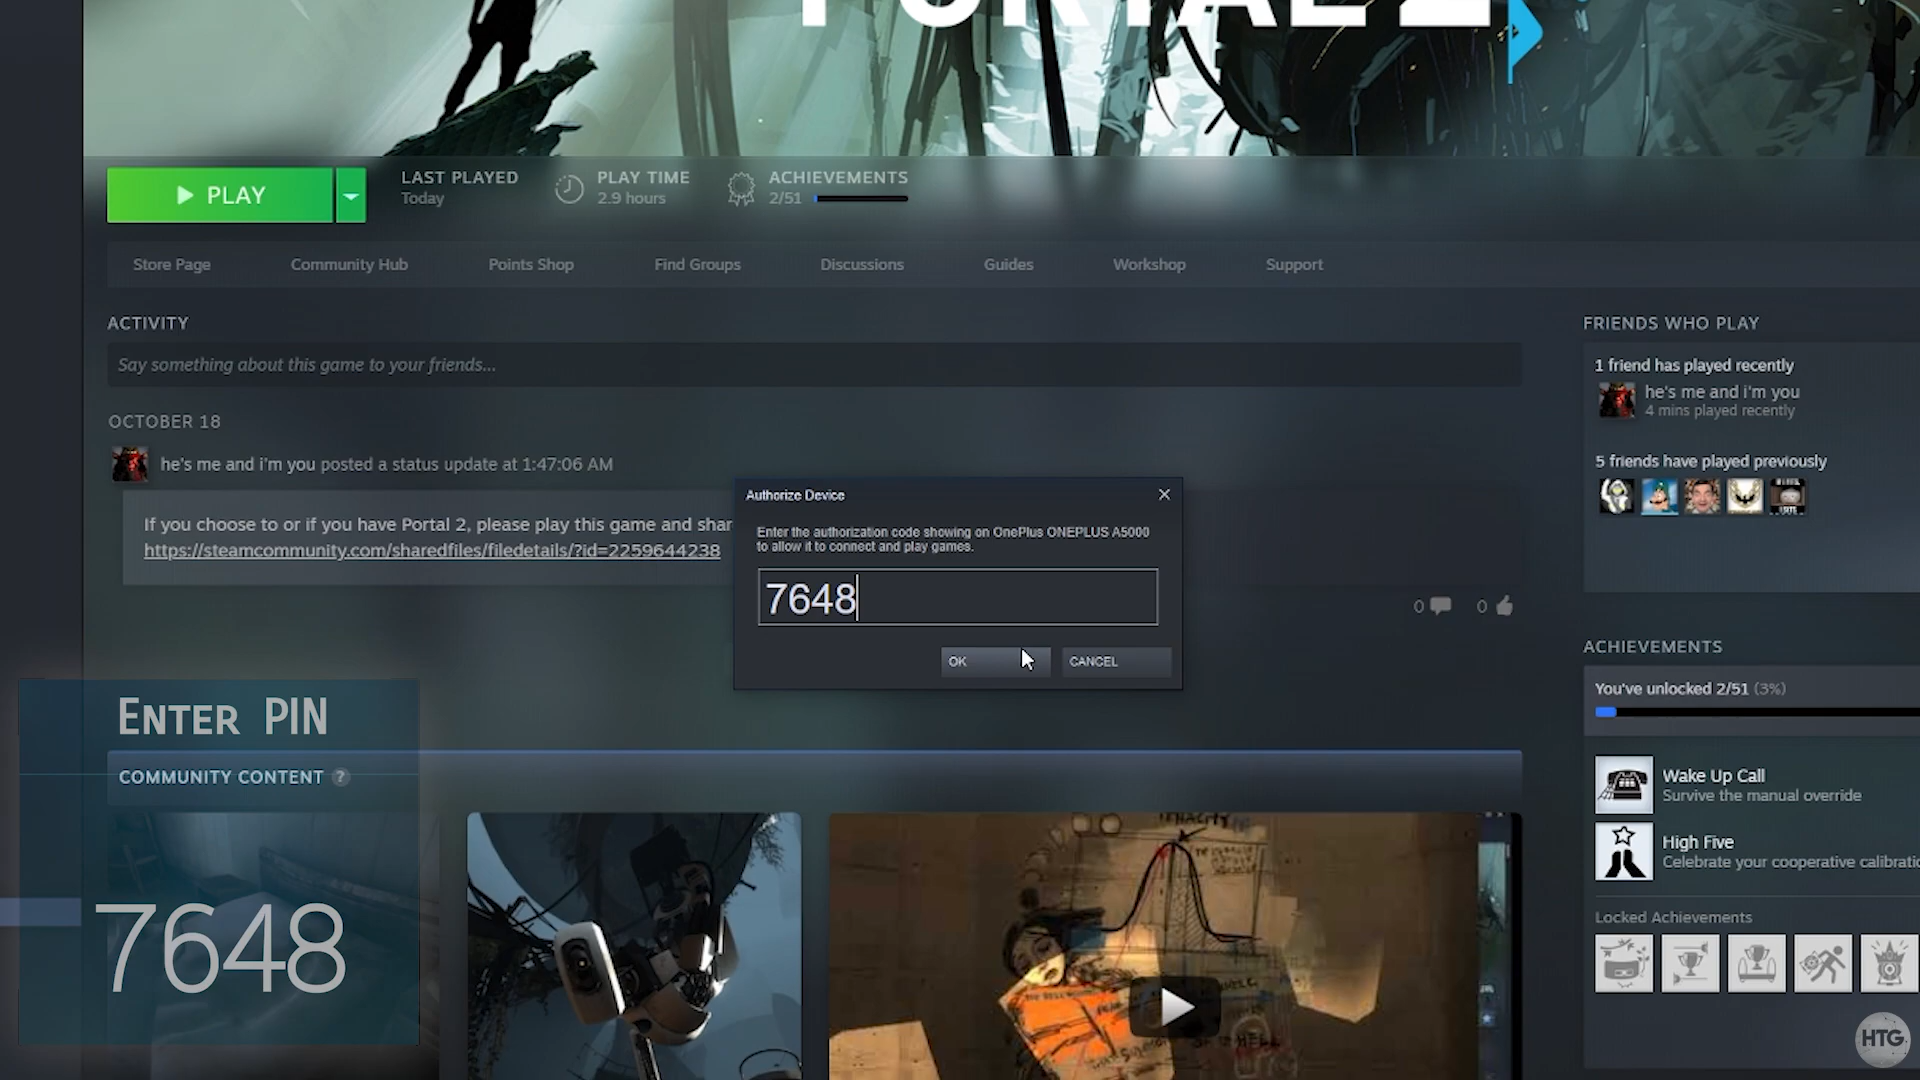 PORTAL 2
PLAY
LAST PLAYED
Today
PLAY TIME
2.9 hours
ACHIEVEMENTS
2/51
Store Page
Community Hub
Points Shop
Find Groups
Discussions
Guides
Workshop
Support
ACTIVITY
Say something about this game to your friends...
OCTOBER 18
he's me and i'm you posted a status update at 1:47:06 AM
If you choose to or if you have Portal 2, please play this game and shar
https://steamcommunity.com/sharedfiles/filedetails/?id=2259644238
0
0
Authorize Device
Enter the authorization code showing on OnePlus ONEPLUS A5000
to allow it to connect and play games.
7648
OK
CANCEL
FRIENDS WHO PLAY
1 friend has played recently
he's me and i'm you
4 mins played recently
5 friends have played previously
ACHIEVEMENTS
You've unlocked 2/51 (3%)
Wake Up Call
Survive the manual override
High Five
Celebrate your cooperative calibratio
Locked Achievements
ENTER PIN
COMMUNITY CONTENT ?
7648
TENACITY
HTG